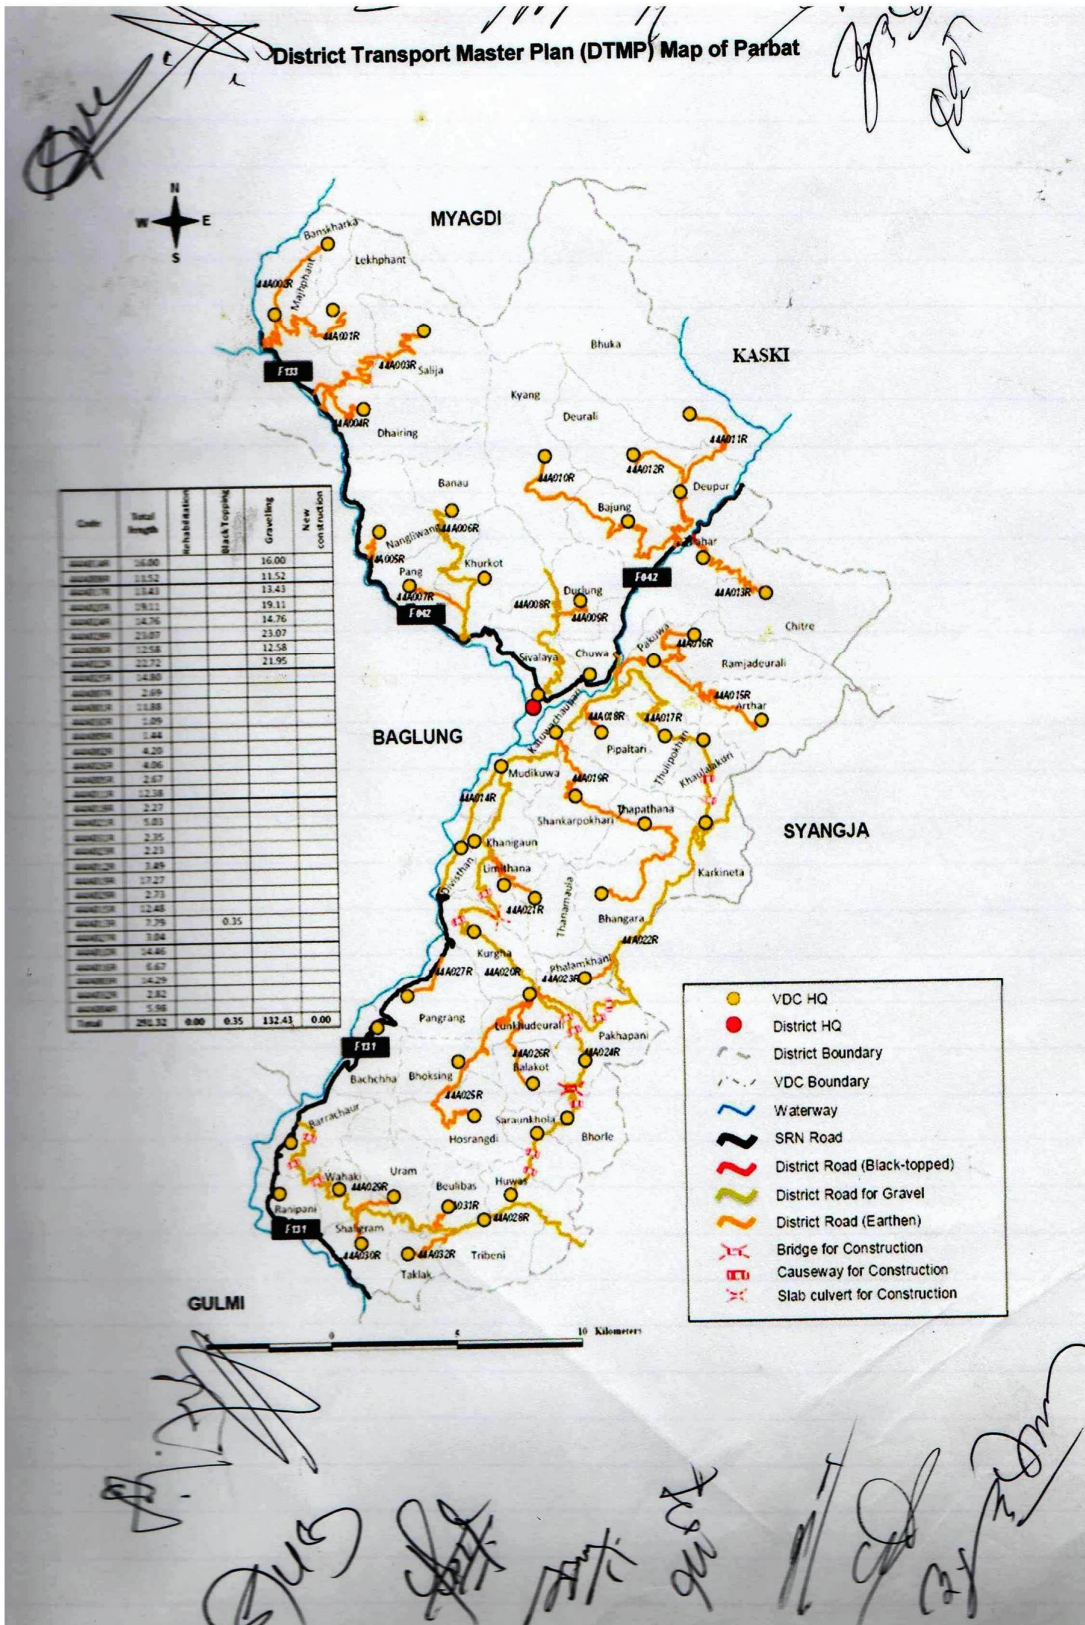 District Transport Master Plan (DTMP) Map of Parbat
N
W E
S
MYAGDI
Banskharka
Lekhphant
44A002R
Majhphant
44A001R
Bhuka
KASKI
F133
44A003R
Salija
Kyang
Deurali
44A004R
Dhairing
44A011R
44A012R
44A010R
Deupur
Banau
Bajung
44A006R
Nangliwang
44A005R
Khurkot
Pang
44A007R
F042
F042
Durlung
44A008R
44A009R
44A013R
Chitre
Pakuwa
44A016R
Sivalaya
Chuwa
Ramjadeurali
44A015R
Arthar
Katuwachaupari
44A018R
44A017R
BAGLUNG
Pipaltari
Thulipokhari
Khaulalakuri
Mudikuwa
44A019R
44A014R
Shankarpokhari
Thapathana
SYANGJA
Khanigaun
Divisthan
Limithana
Karkineta
44A021R
Thanamaula
Bhangara
44A022R
Kurgha
Phalamkhani
44A027R
44A020R
44A023R
Pangrang
Lunkhudeurali
Pakhapani
F131
44A026R
44A024R
Bachchha
Bhoksing
Balakot
44A025R
Barrachaur
Saraunkhola
Hosrangdi
Bhorle
Uram
Wahaki
44A029R
Beulibas
Huwas
Ranipani
031R
44A028R
F131
Shaligram
44A030R
44A032R
Tribeni
Taklak
GULMI
0 5 10 Kilometers
Code Total length Rehabilitation Black Topping Gravelling New construction
16.00 16.00
11.52 11.52
13.43 13.43
19.11 19.11
14.76 14.76
23.07 23.07
12.58 12.58
22.72 21.95
14.80
2.69
11.88
1.09
1.44
4.20
4.06
2.67
12.38
2.27
5.03
2.35
2.23
3.49
17.27
2.73
12.48
7.79 0.35
3.04
14.46
6.67
14.29
2.82
5.98
Total 291.32 0.00 0.35 132.43 0.00
VDC HQ
District HQ
District Boundary
VDC Boundary
Waterway
SRN Road
District Road (Black-topped)
District Road for Gravel
District Road (Earthen)
Bridge for Construction
Causeway for Construction
Slab culvert for Construction